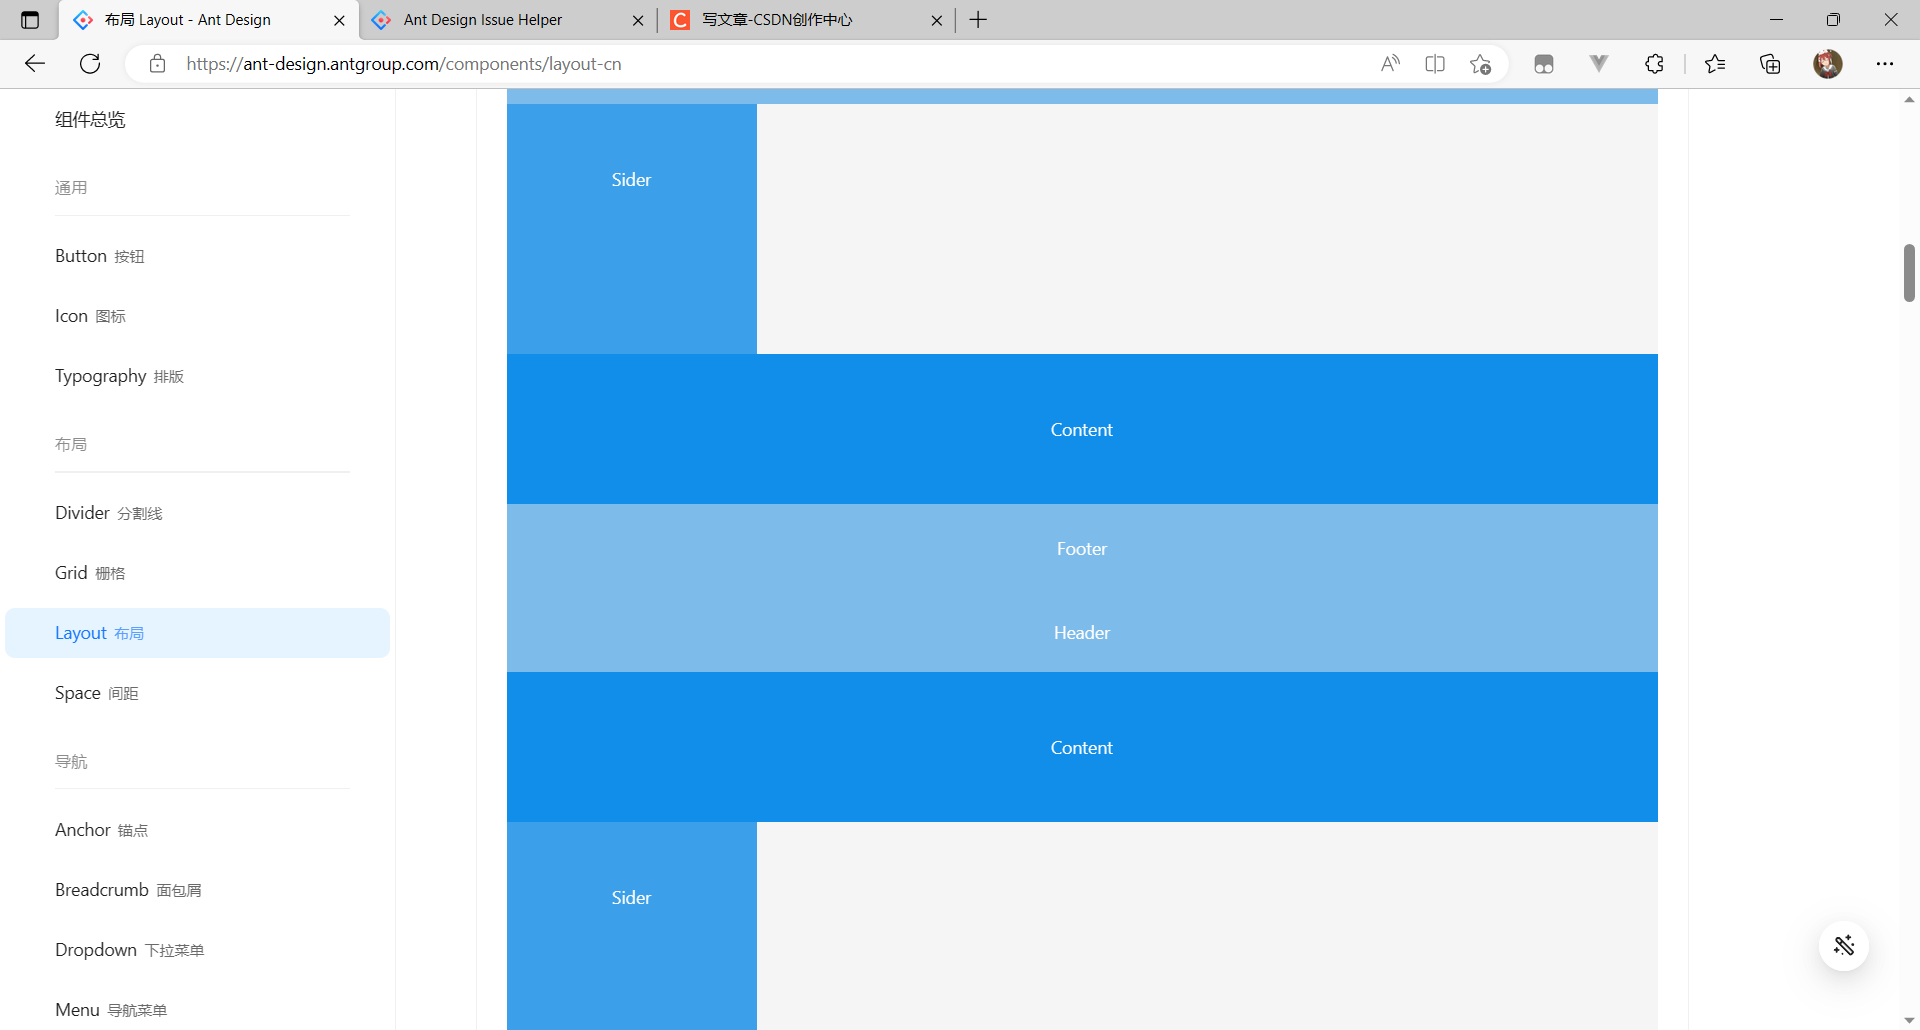 布局 Layout - Ant Design
Ant Design Issue Helper
写文章-CSDN创作中心
https://ant-design.antgroup.com/components/layout-cn
组件总览
通用
Button 按钮
Icon 图标
Typography 排版
布局
Divider 分割线
Grid 栅格
Layout 布局
Space 间距
导航
Anchor 锚点
Breadcrumb 面包屑
Dropdown 下拉菜单
Menu 导航菜单
Sider
Content
Footer
Header
Content
Sider